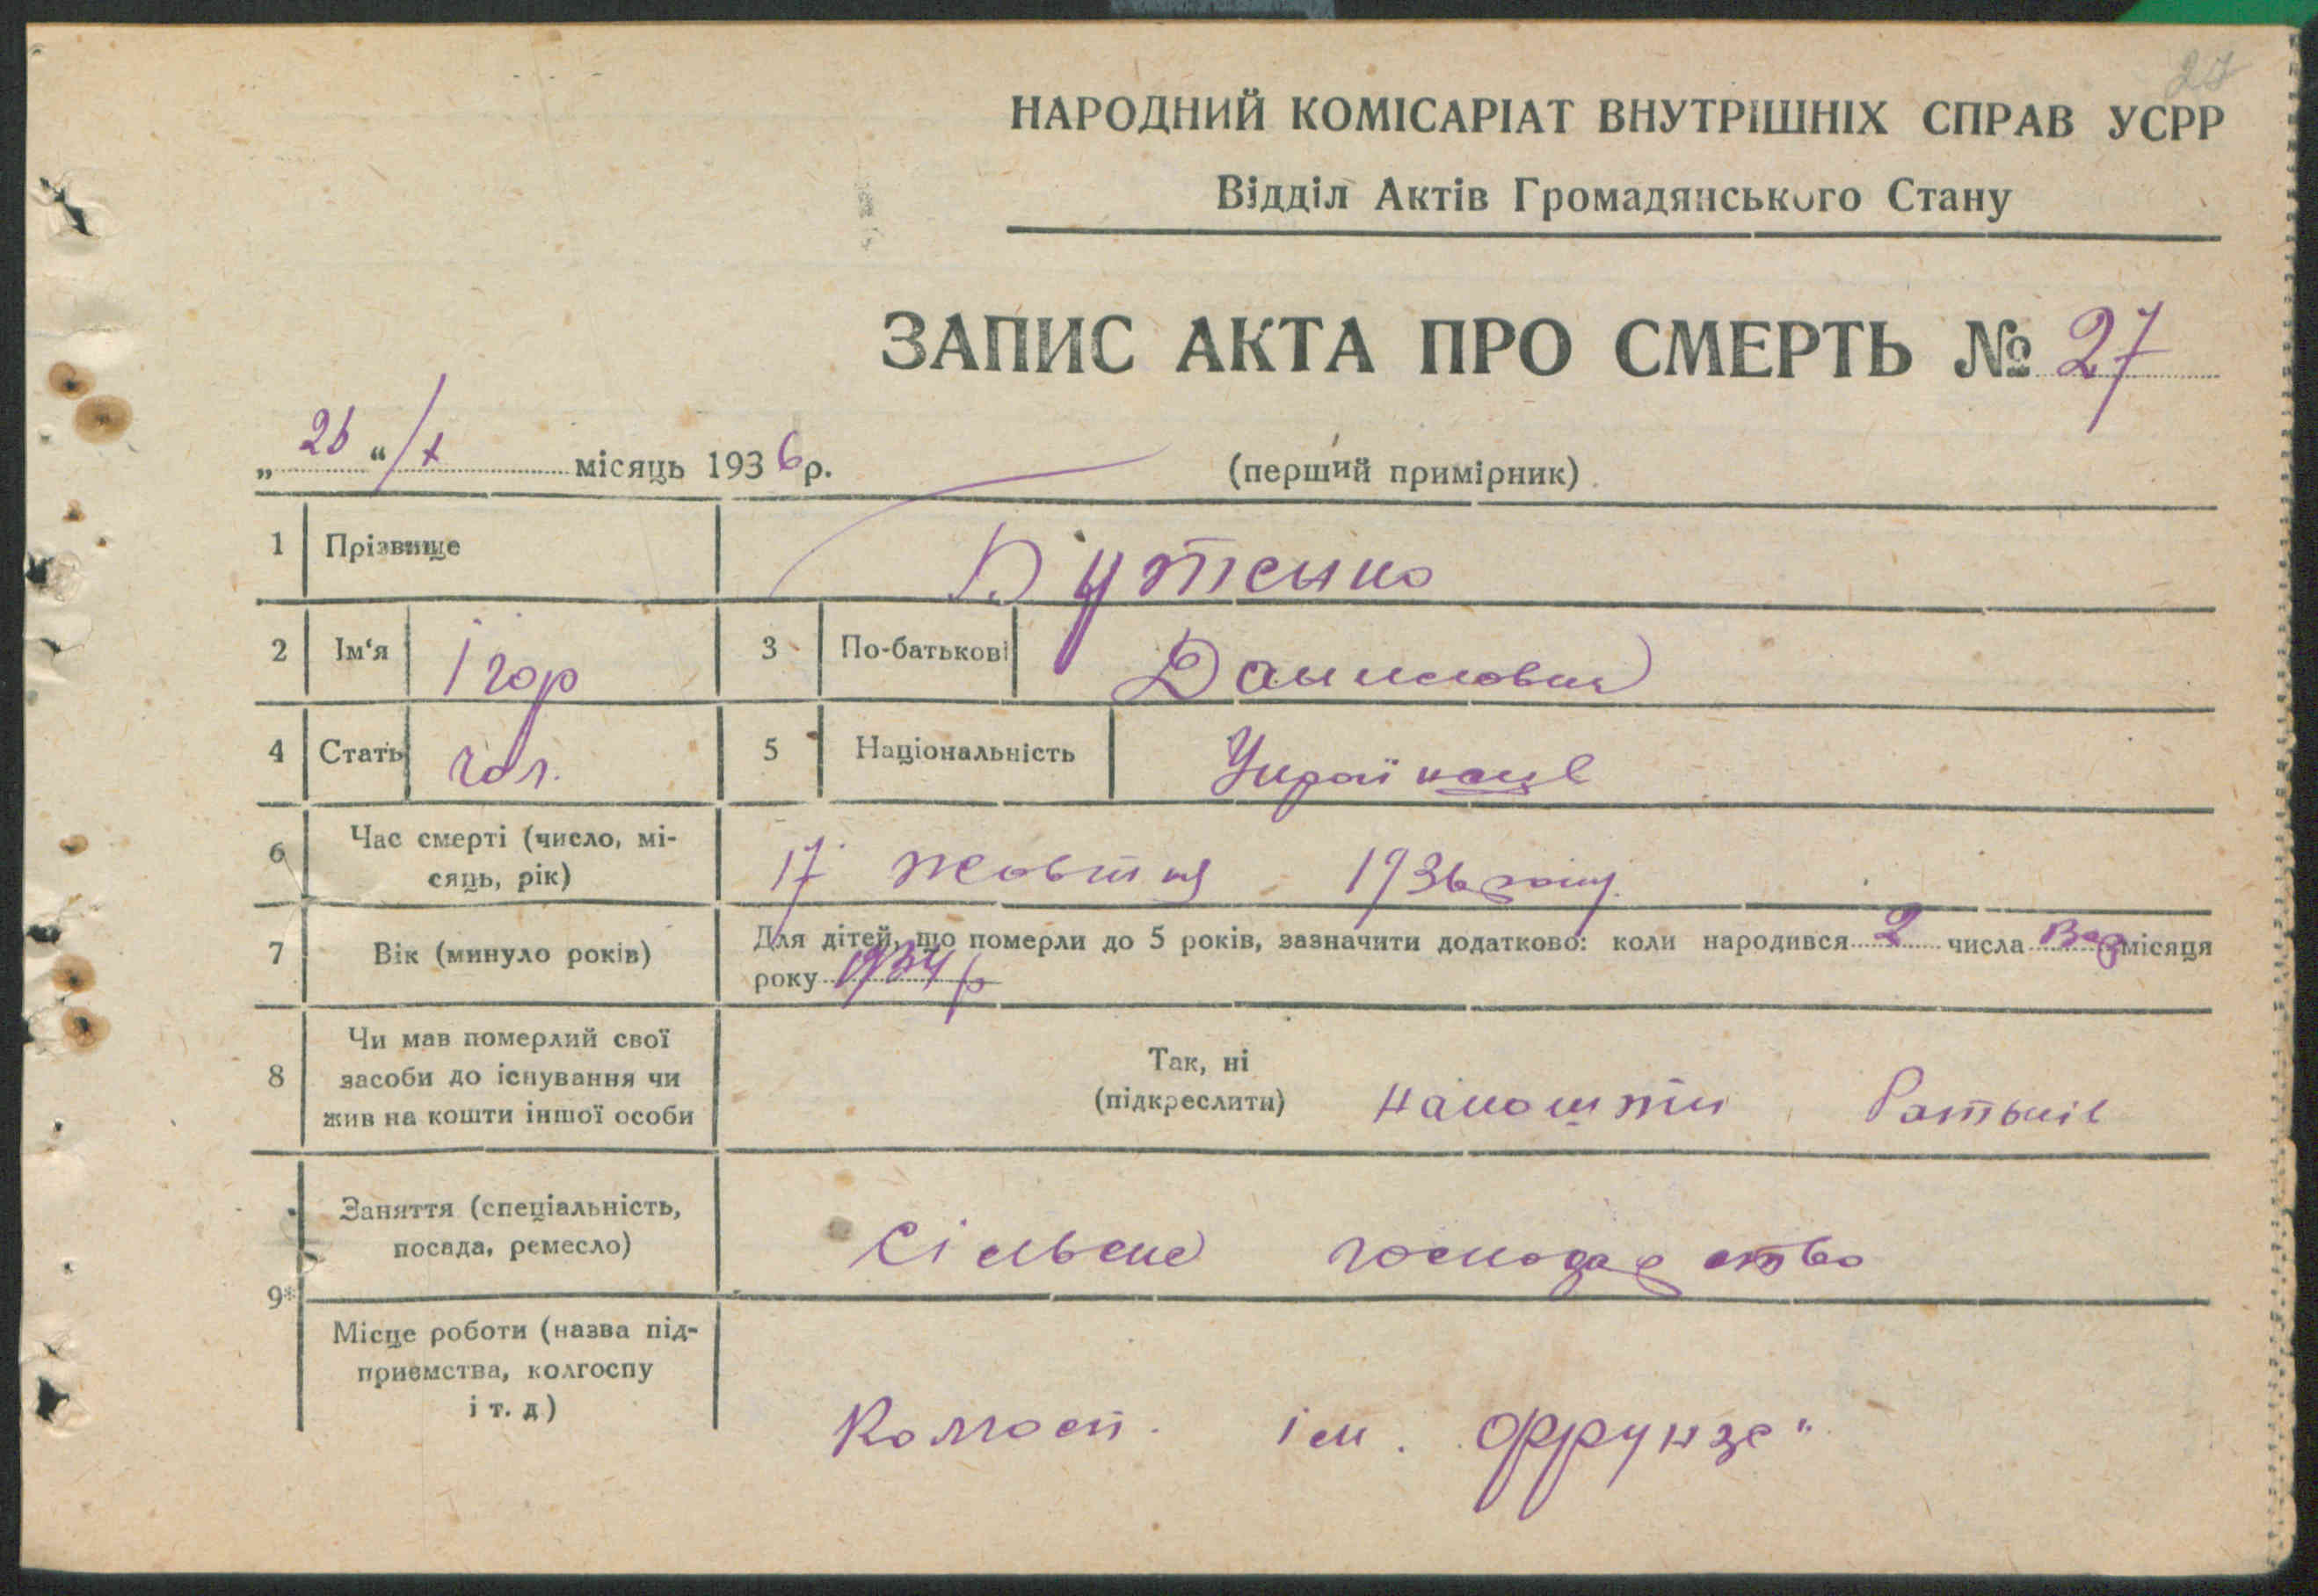 27
НАРОДНИЙ КОМІСАРІАТ ВНУТРІШНІХ СПРАВ УСРР
Відділ Актів Громадянського Стану
ЗАПИС АКТА ПРО СМЕРТЬ № 27
„ 26 “ / X місяць 1936 р.
(перший примірник)
1 Прізвище Бутенко
2 Ім‘я Ігор 3 По-батькові
4 Стать чол. 5 Національність Українець
6 Час смерті (число, мі-
сяць, рік) 17 жовтня 1936 року.
7 Вік (минуло років) Для дітей, що померли до 5 років, зазначити додатково: коли народився 2 числа місяця
року 1934 р
8 Чи мав померлий свої
засоби до існування чи
жив на кошти іншої особи
Так, ні
(підкреслити) на кошти батьків
9* Заняття (спеціальність,
посада, ремесло) Сільське господарство
Місце роботи (назва під-
приємства, колгоспу
і т. д) Колгосп. ім. Фрунзе"